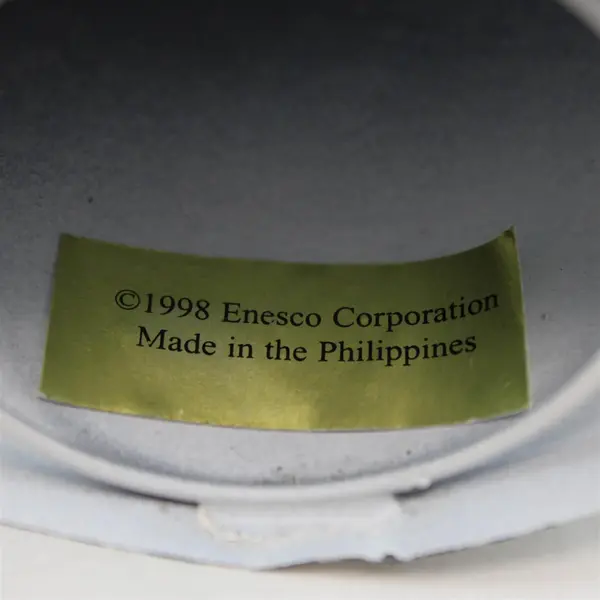 ©1998 Enesco Corporation
Made in the Philippines